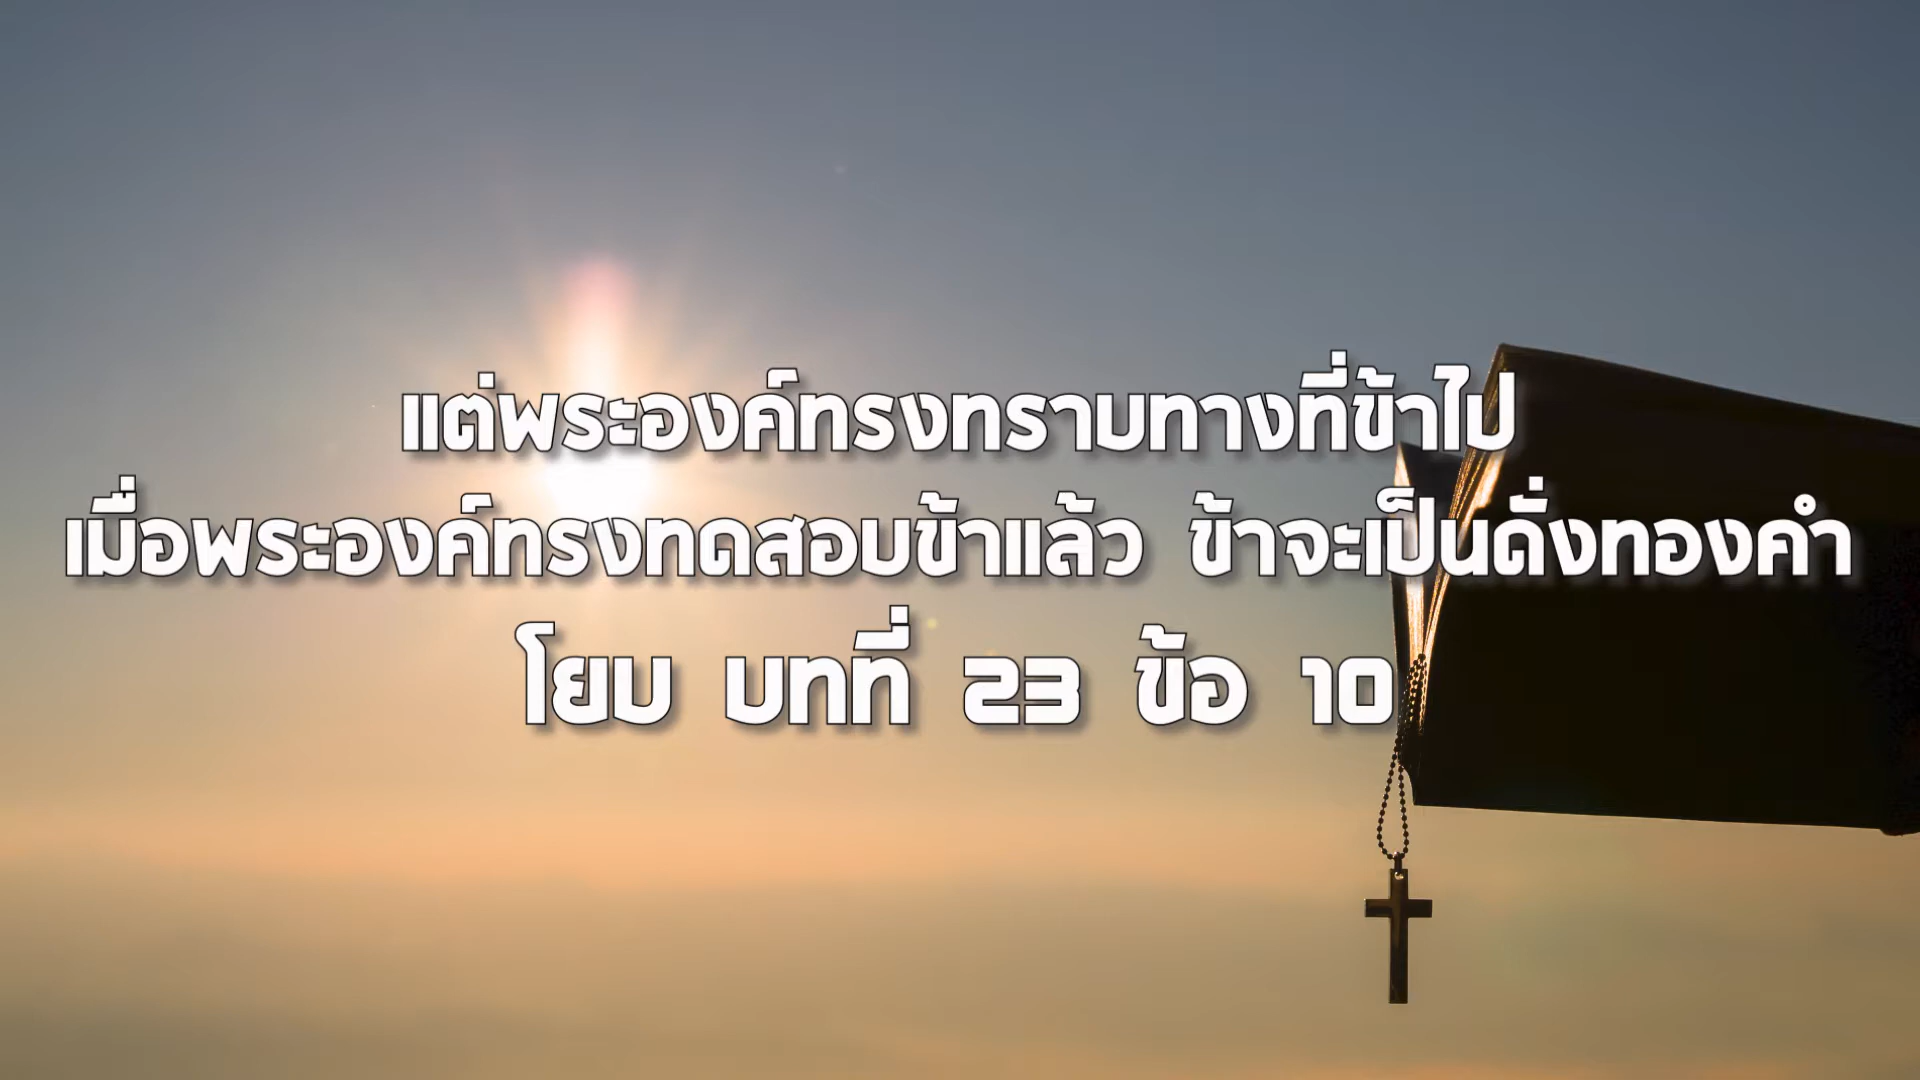 แต่พระองค์ทรงทราบทางที่ข้าไป
เมื่อพระองค์ทรงทดสอบข้าแล้ว ข้าจะเป็นดั่งทองคำ
โยบ บทที่ 23 ข้อ 10